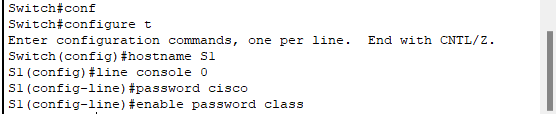 Switch#conf
Switch#configure t
Enter configuration commands, one per line.  End with CNTL/Z.
Switch(config)#hostname S1
S1(config)#line console 0
S1(config-line)#password cisco
S1(config-line)#enable password class